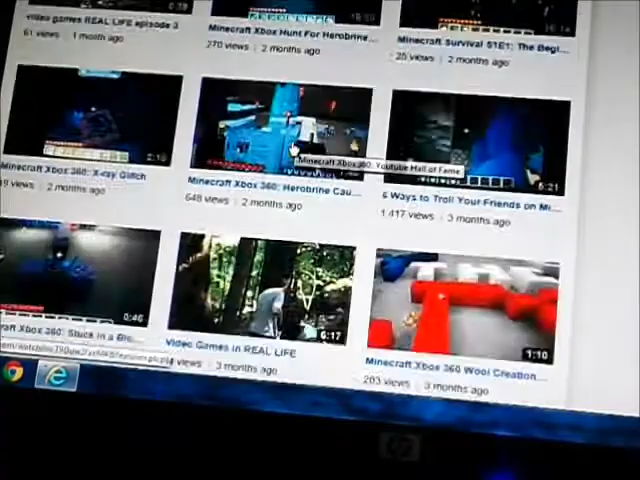 video games REAL LIFE episode 3
61 views 1 month ago
Minecraft Xbox Hunt For Herobrine...
270 views 2 months ago
Minecraft Survival S1E1: The Begi...
25 views 2 months ago
2:10
Minecraft Xbox 360: X-ray Glitch
views 2 months ago
Minecraft Xbox 360: Youtube Hall of Fame
Minecraft Xbox 360: Herobrine Cau...
648 views 2 months ago
5:21
6 Ways to Troll Your Friends on Mi...
1,417 views 3 months ago
0:46
raft Xbox 360: Stuck in a Blo...
6:17
Video Games in REAL LIFE
views 3 months ago
1:10
Minecraft Xbox 360 Wool Creation...
203 views 3 months ago
hp